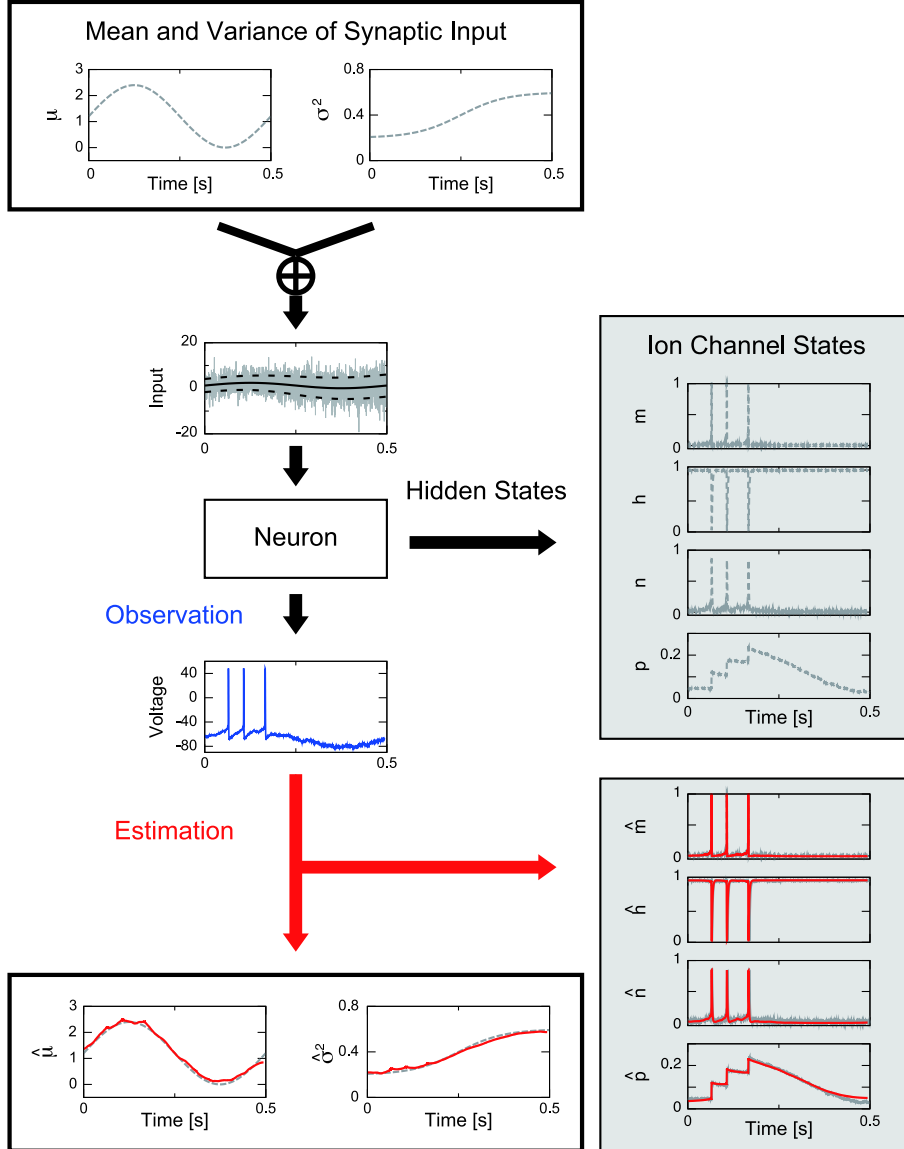 Mean and Variance of Synaptic Input
3
2
1
0
μ
0
0.5
Time [s]
0.8
0.4
0
σ²
0
0.5
Time [s]
20
0
-20
Input
0
0.5
Hidden States
Neuron
Observation
40
0
-40
-80
Voltage
0
0.5
Estimation
Ion Channel States
1
0
m
1
0
h
1
0
n
0.2
0
p
0
0.5
Time [s]
1
0
m̂
1
0
ĥ
1
0
n̂
0.2
0
p̂
0
0.5
Time [s]
3
2
1
0
μ̂
0
0.5
Time [s]
0.8
0.4
0
σ̂²
0
0.5
Time [s]